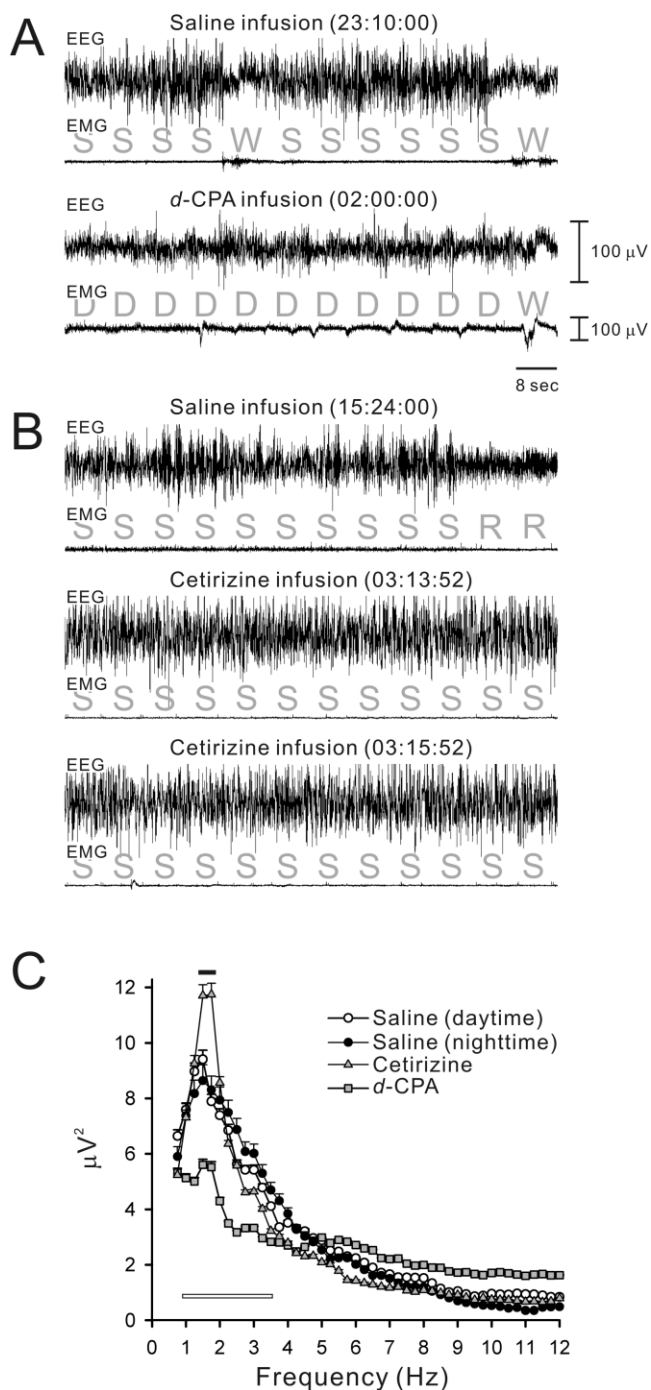 A
Saline infusion (23:10:00)
EEG
EMG
S S S S W S S S S S S W
d-CPA infusion (02:00:00)
EEG
100 μV
EMG
D D D D D D D D D D D W
100 μV
8 sec
B
Saline infusion (15:24:00)
EEG
EMG
S S S S S S S S S S R R
Cetirizine infusion (03:13:52)
EEG
EMG
S S S S S S S S S S S S
Cetirizine infusion (03:15:52)
EEG
EMG
S S S S S S S S S S S S
C
12
10
8
6
4
2
0
μV²
Saline (daytime)
Saline (nighttime)
Cetirizine
d-CPA
0 1 2 3 4 5 6 7 8 9 10 11 12
Frequency (Hz)